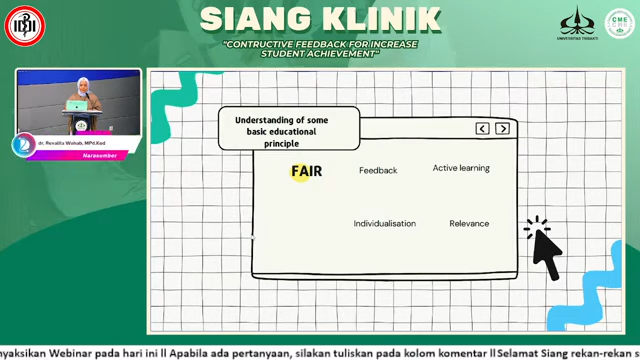 SIANG KLINIK
"CONTRUCTIVE FEEDBACK FOR INCREASE
STUDENT ACHIEVEMENT"
UNIVERSITAS TRISAKTI
CME
Understanding of some
basic educational
principle
FAIR
Feedback
Active learning
Individualisation
Relevance
dr. Revalita Wahab, MPd.Ked
Narasumber
nyaksikan Webinar pada hari ini ll Apabila ada pertanyaan, silakan tuliskan pada kolom komentar ll Selamat Siang rekan-rekan s